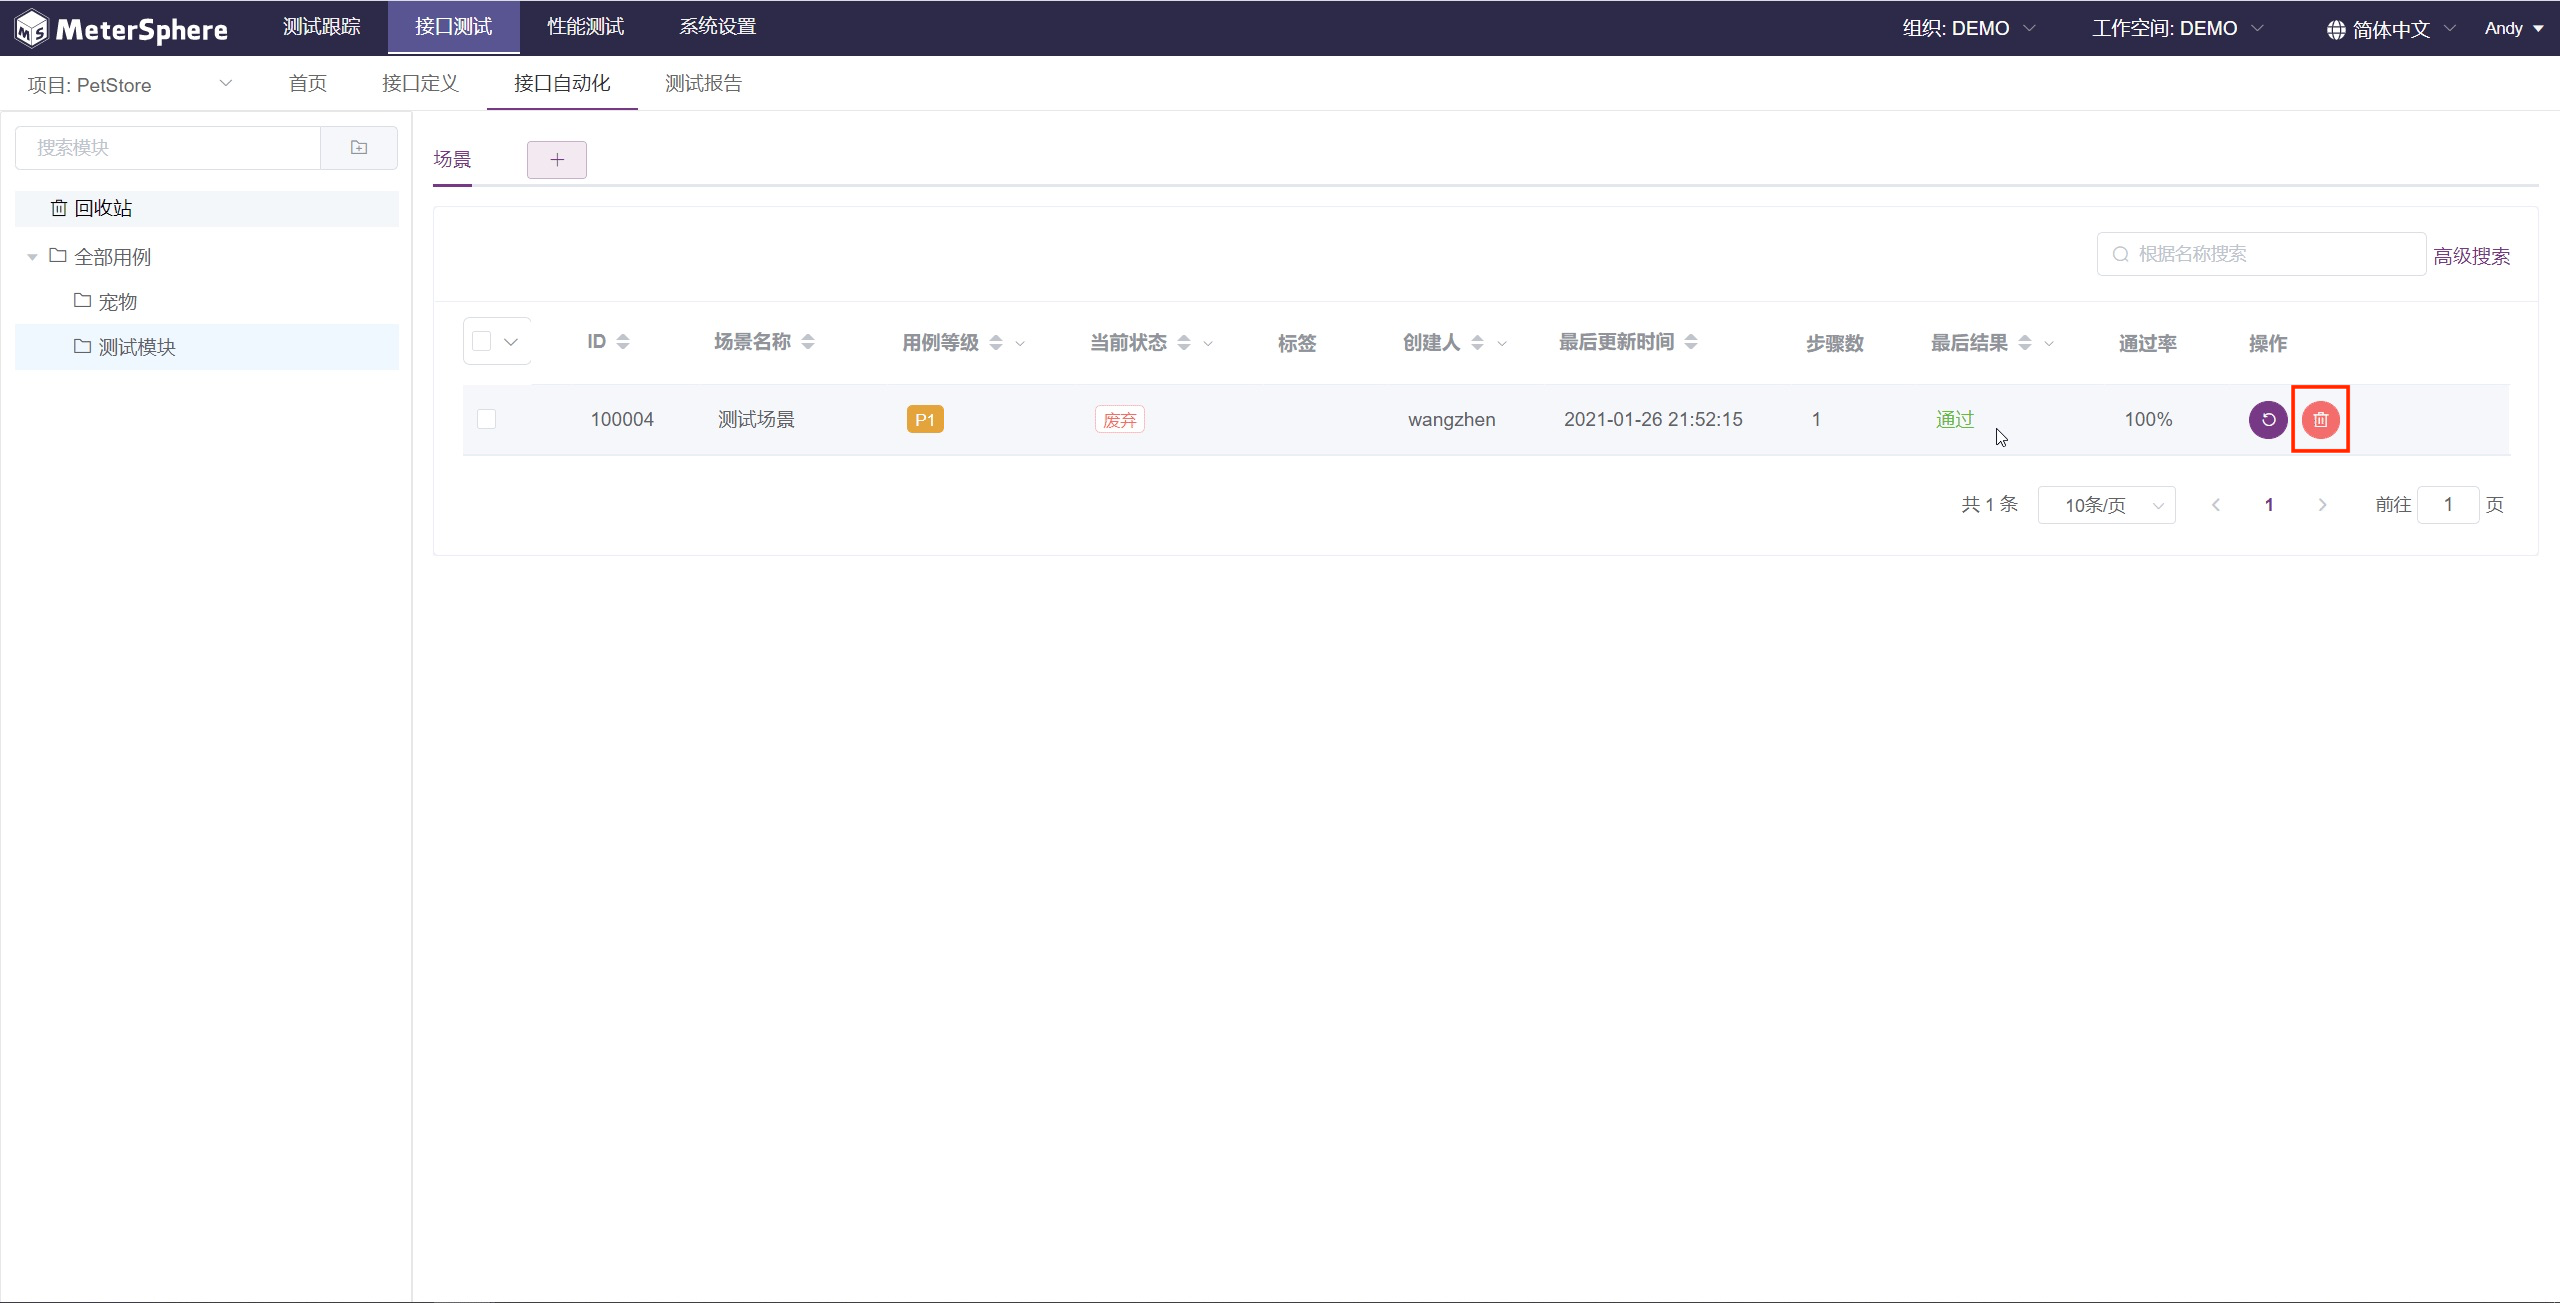 MeterSphere 测试跟踪 接口测试 性能测试 系统设置 组织: DEMO 工作空间: DEMO 简体中文 Andy
项目: PetStore 首页 接口定义 接口自动化 测试报告
搜索模块
回收站
全部用例
宠物
测试模块
场景 +
根据名称搜索 高级搜索
ID 场景名称 用例等级 当前状态 标签 创建人 最后更新时间 步骤数 最后结果 通过率 操作
100004 测试场景 P1 废弃 wangzhen 2021-01-26 21:52:15 1 通过 100%
共 1 条 10条/页 1 前往 1 页